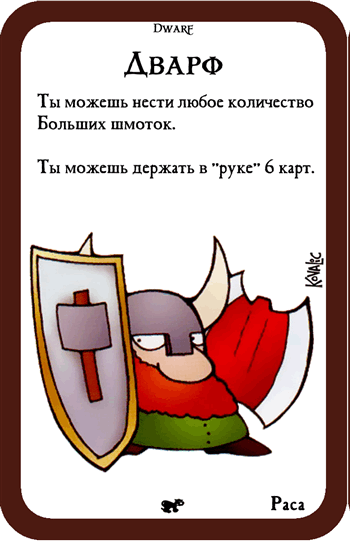 Dwarf
Дварф
Ты можешь нести любое количество
Больших шмоток.
Ты можешь держать в "руке" 6 карт.
Kovalic
Раса